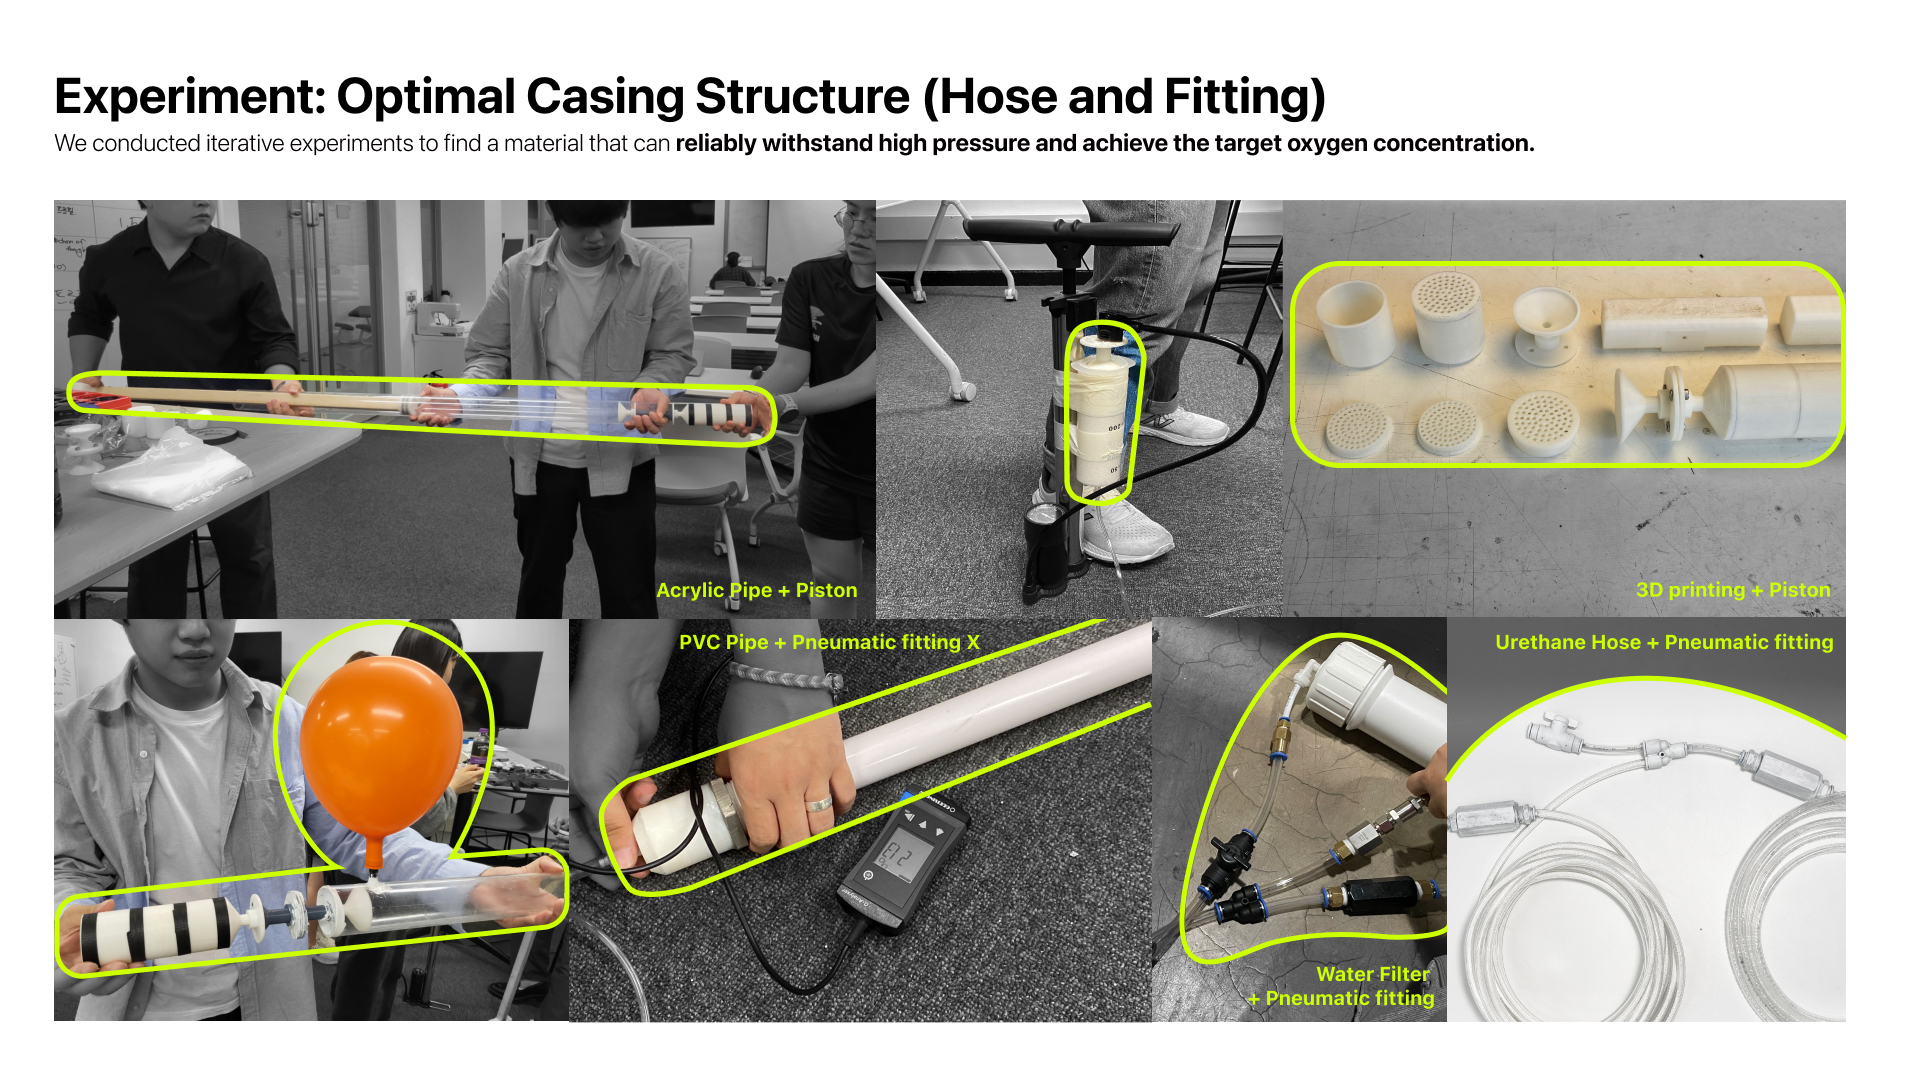 Experiment: Optimal Casing Structure (Hose and Fitting)
We conducted iterative experiments to find a material that can reliably withstand high pressure and achieve the target oxygen concentration.
Acrylic Pipe + Piston
3D printing + Piston
PVC Pipe + Pneumatic fitting X
Water Filter
+ Pneumatic fitting
Urethane Hose + Pneumatic fitting